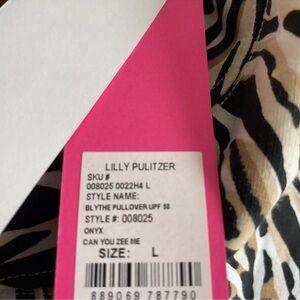 LILLY PULITZER
SKU #
008025 0022H4 L
STYLE NAME:
BLYTHE PULLOVER UPF 50
STYLE #: 008025
ONYX
CAN YOU ZEE ME
SIZE: L
889069 787790